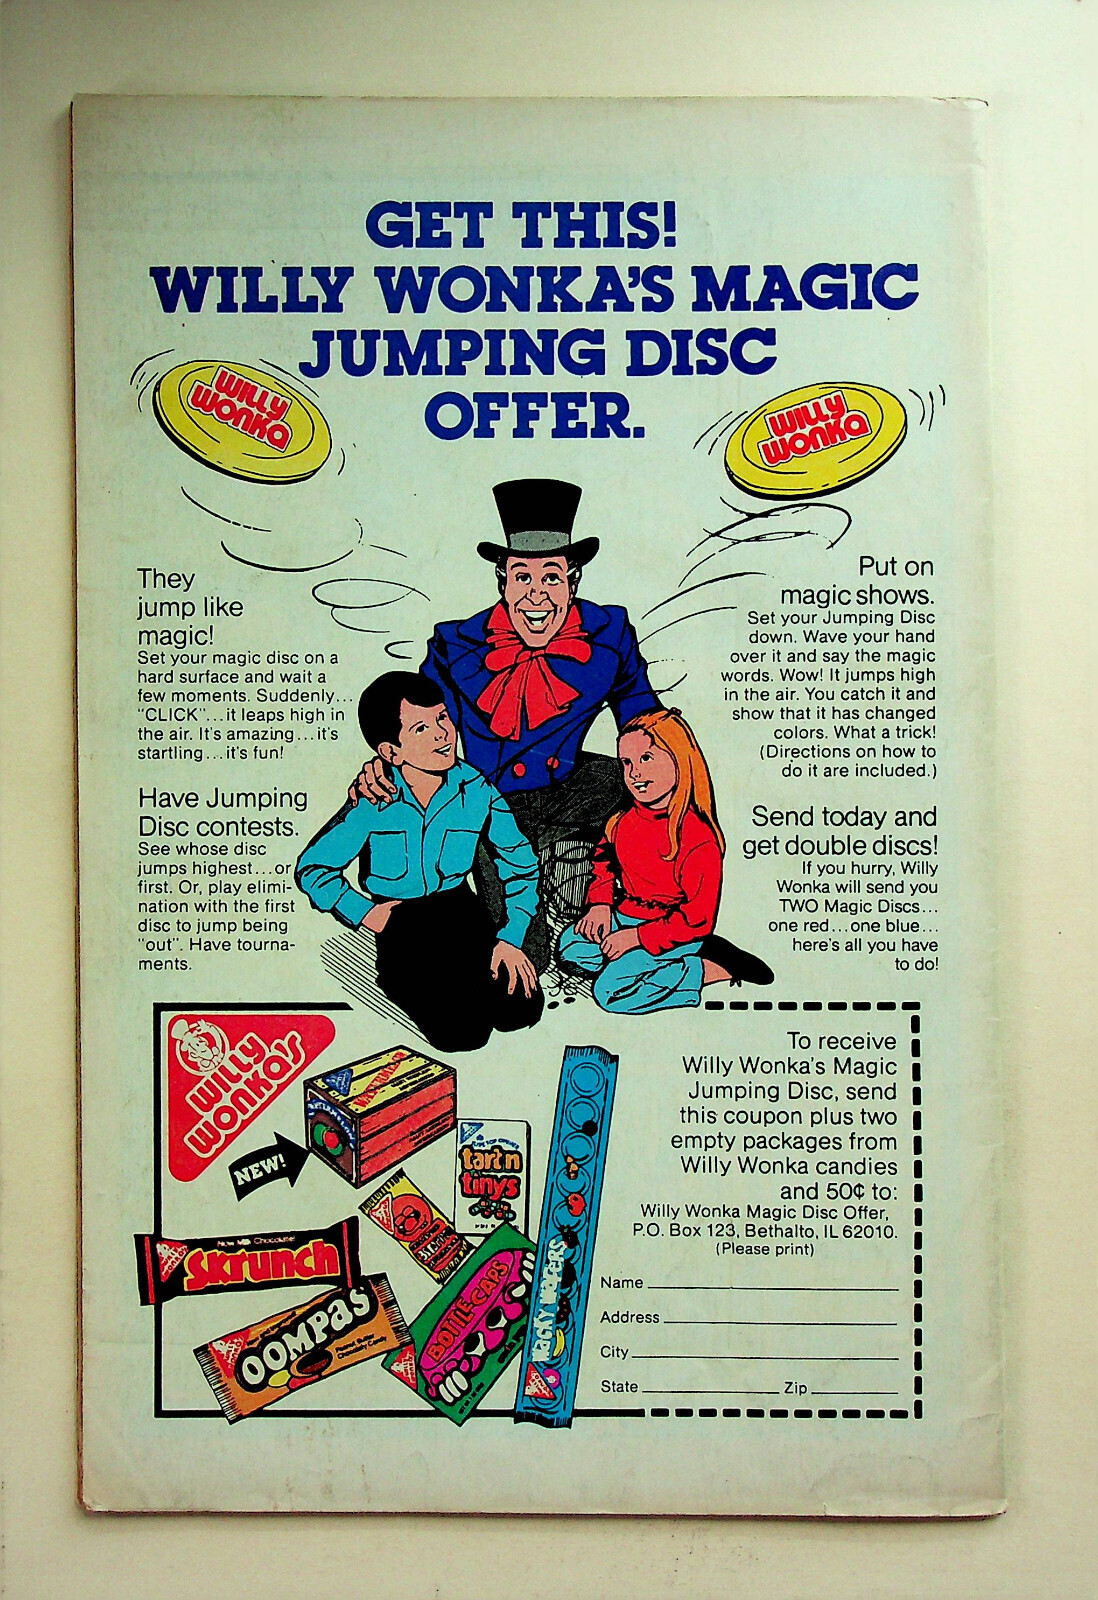 GET THIS!
WILLY WONKA'S MAGIC
JUMPING DISC
OFFER.
WILLY
WONKA
WILLY
WONKA
They
jump like
magic!
Set your magic disc on a
hard surface and wait a
few moments. Suddenly...
"CLICK"...it leaps high in
the air. It's amazing...it's
startling...it's fun!
Have Jumping
Disc contests.
See whose disc
jumps highest...or
first. Or, play elimi-
nation with the first
disc to jump being
"out". Have tourna-
ments.
Put on
magic shows.
Set your Jumping Disc
down. Wave your hand
over it and say the magic
words. Wow! It jumps high
in the air. You catch it and
show that it has changed
colors. What a trick!
(Directions on how to
do it are included.)
Send today and
get double discs!
If you hurry, Willy
Wonka will send you
TWO Magic Discs...
one red...one blue...
here's all you have
to do!
WILLY
WONKA'S
NEW!
tart n
tinys
Now Milk Chocolate!
Skrunch
OOMPAS
Peanut Butter
Chocolaty Candy
BOTTLE CAPS
WACKY WAFERS
To receive
Willy Wonka's Magic
Jumping Disc, send
this coupon plus two
empty packages from
Willy Wonka candies
and 50¢ to:
Willy Wonka Magic Disc Offer,
P.O. Box 123, Bethalto, IL 62010.
(Please print)
Name
Address
City
State Zip